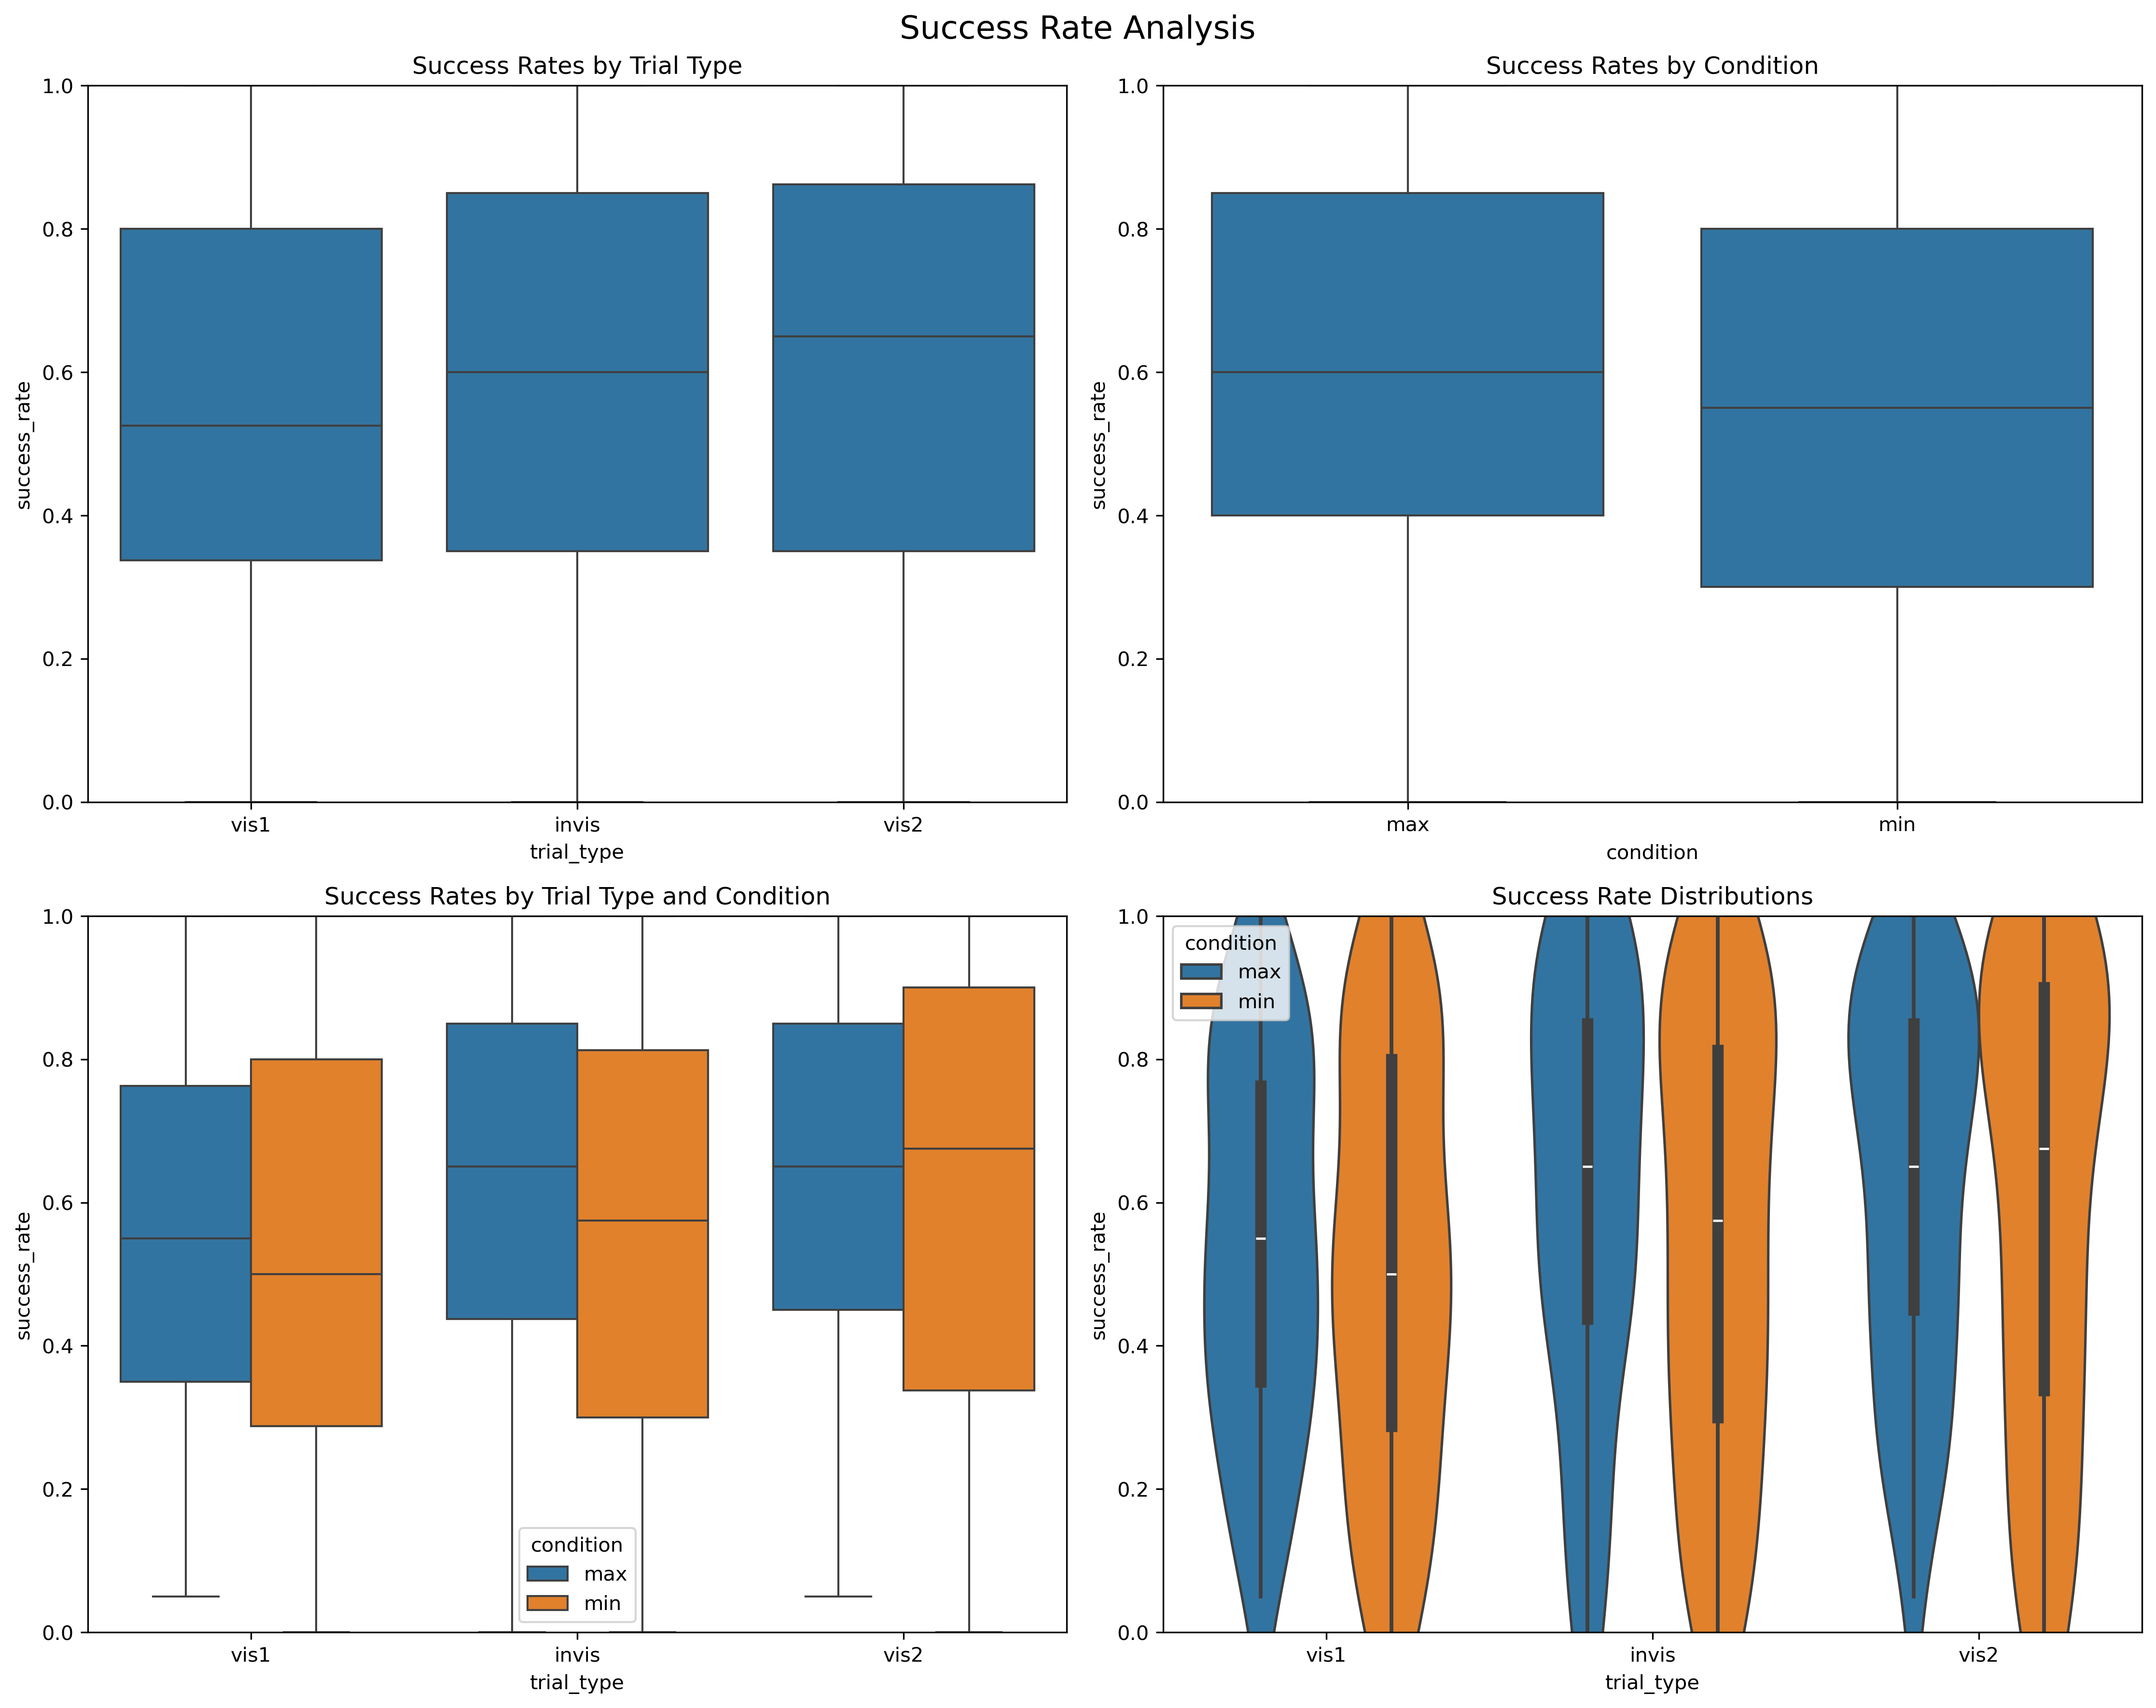 Success Rate Analysis
Success Rates by Trial Type
success_rate
1.0
0.8
0.6
0.4
0.2
0.0
vis1 invis vis2
trial_type
Success Rates by Condition
success_rate
1.0
0.8
0.6
0.4
0.2
0.0
max min
condition
Success Rates by Trial Type and Condition
success_rate
1.0
0.8
0.6
0.4
0.2
0.0
condition
max
min
vis1 invis vis2
trial_type
Success Rate Distributions
success_rate
1.0
0.8
0.6
0.4
0.2
0.0
condition
max
min
vis1 invis vis2
trial_type